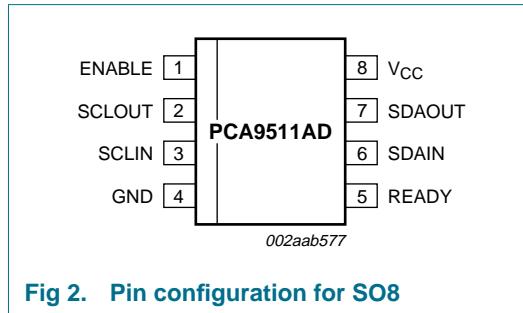 ENABLE 1 8 VCC
SCLOUT 2 7 SDAOUT
PCA9511AD
SCLIN 3 6 SDAIN
GND 4 5 READY
002aab577
Fig 2. Pin configuration for SO8